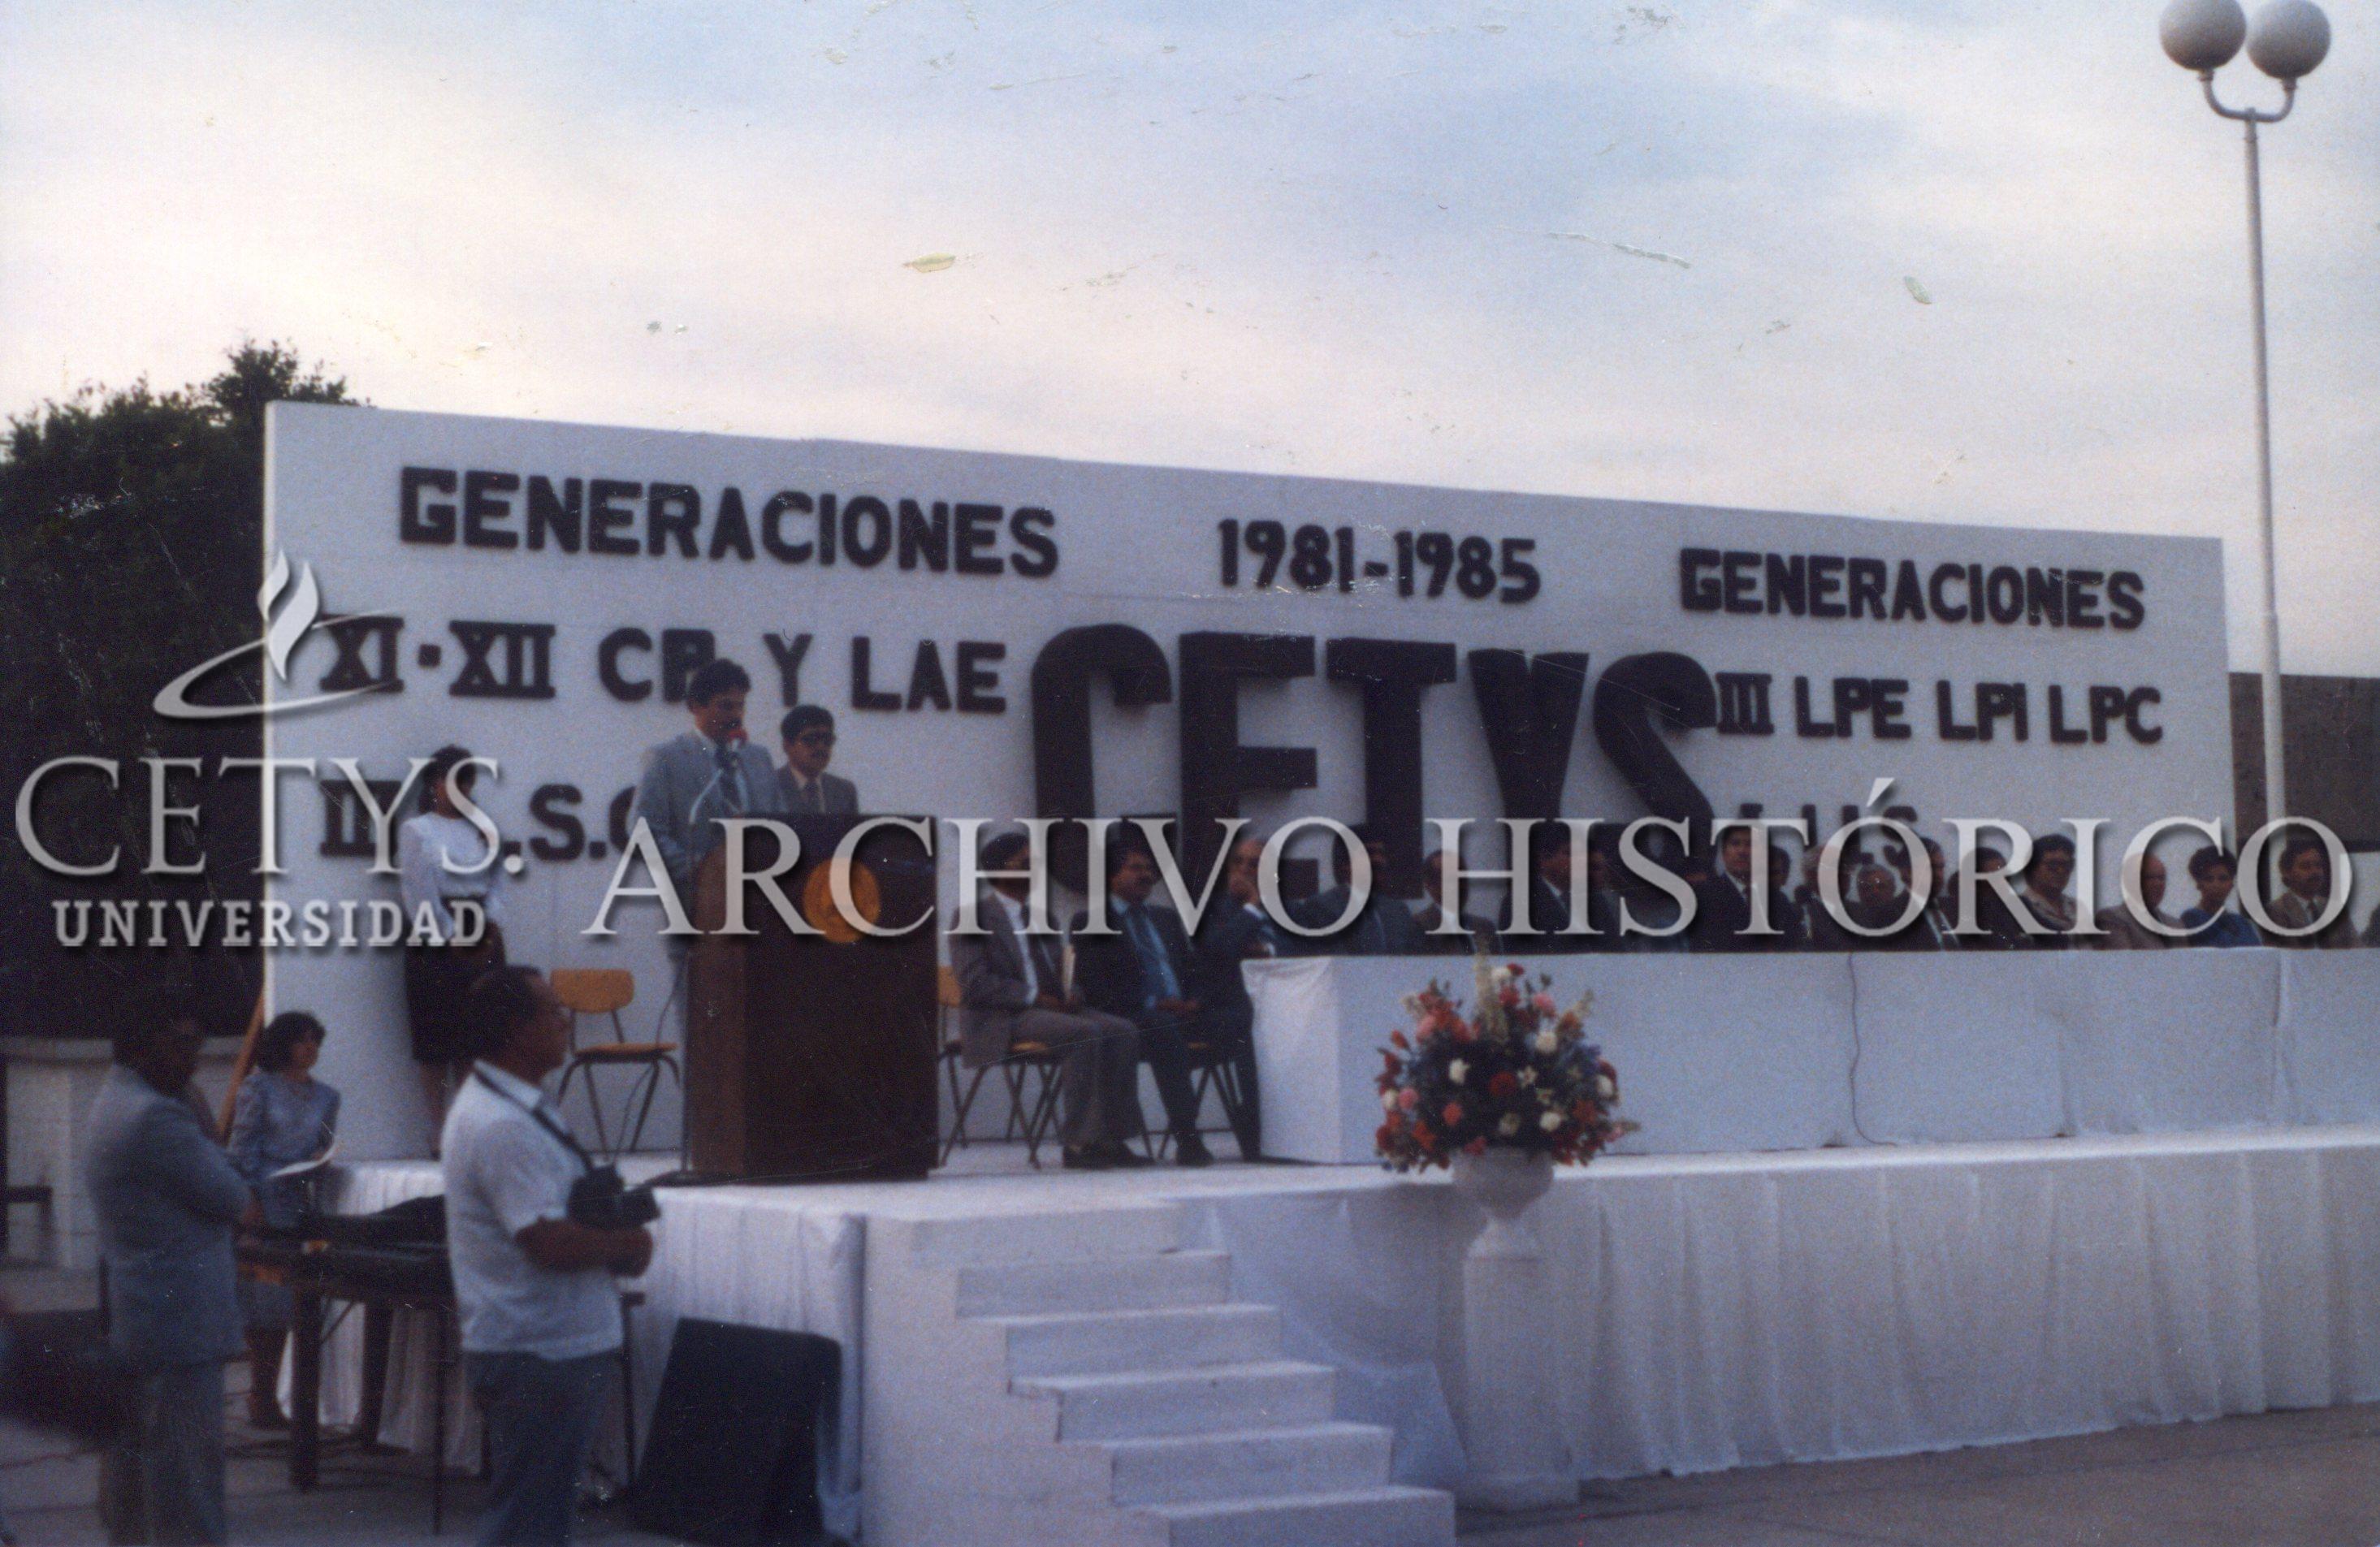 GENERACIONES 1981-1985 GENERACIONES
XI-XII CP Y LAE CETYS III LPE LPI LPC
CETYS.
UNIVERSIDAD
ARCHIVO HISTÓRICO